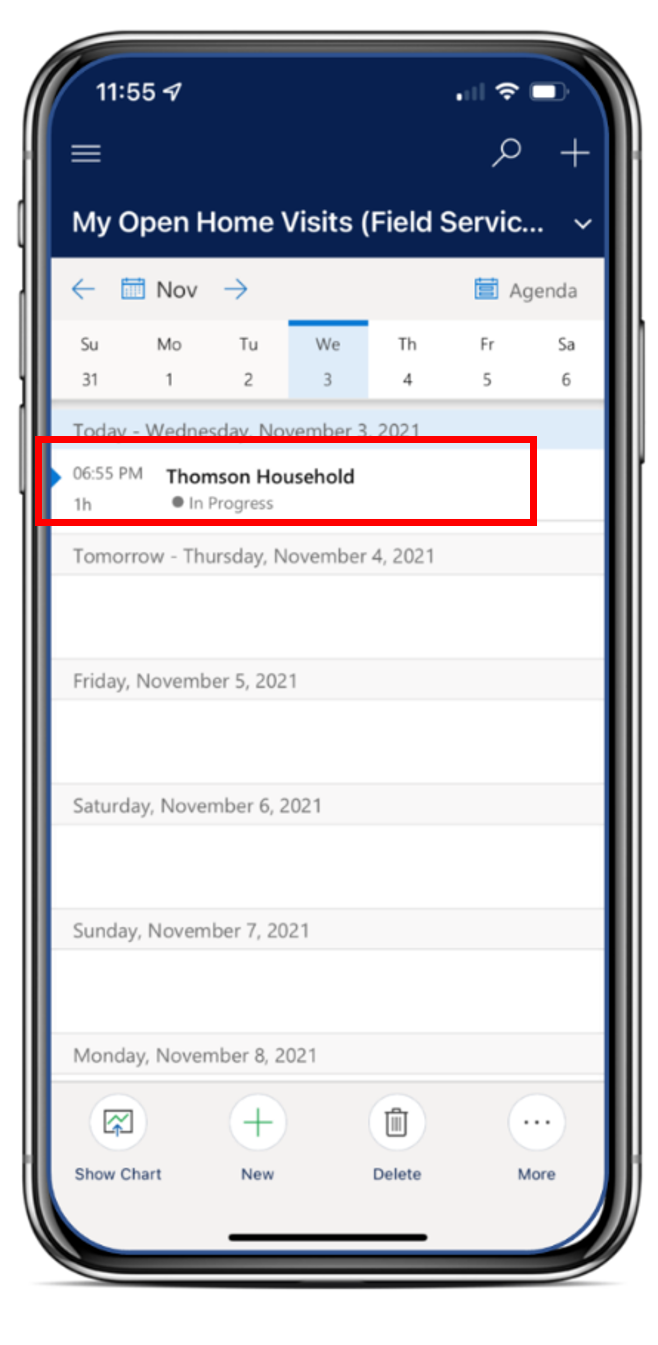 11:55
My Open Home Visits (Field Servic...
Nov
Agenda
Su Mo Tu We Th Fr Sa
31 1 2 3 4 5 6
Today - Wednesday, November 3, 2021
06:55 PM Thomson Household
1h In Progress
Tomorrow - Thursday, November 4, 2021
Friday, November 5, 2021
Saturday, November 6, 2021
Sunday, November 7, 2021
Monday, November 8, 2021
Show Chart New Delete More